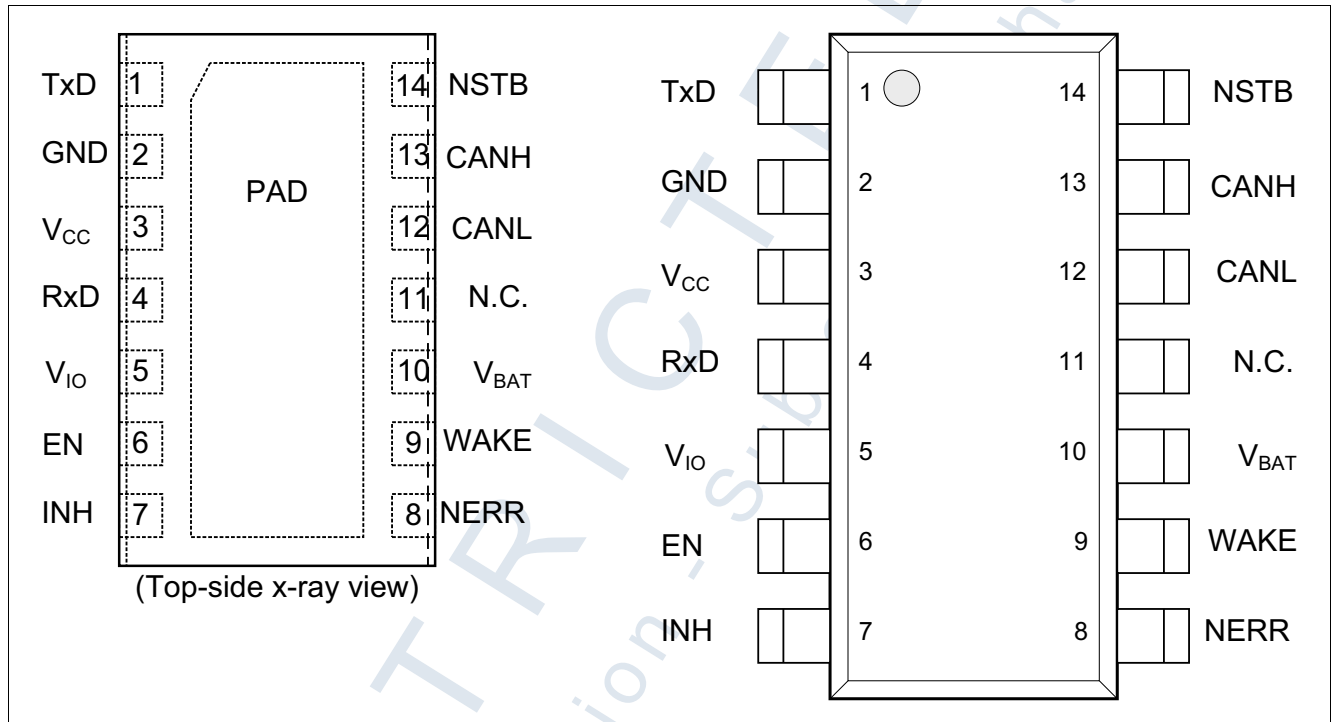 TxD 1 14 NSTB
GND 2 13 CANH
PAD
VCC 3 12 CANL
RxD 4 11 N.C.
VIO 5 10 VBAT
EN 6 9 WAKE
INH 7 8 NERR
(Top-side x-ray view)
TxD 1 14 NSTB
GND 2 13 CANH
VCC 3 12 CANL
RxD 4 11 N.C.
VIO 5 10 VBAT
EN 6 9 WAKE
INH 7 8 NERR